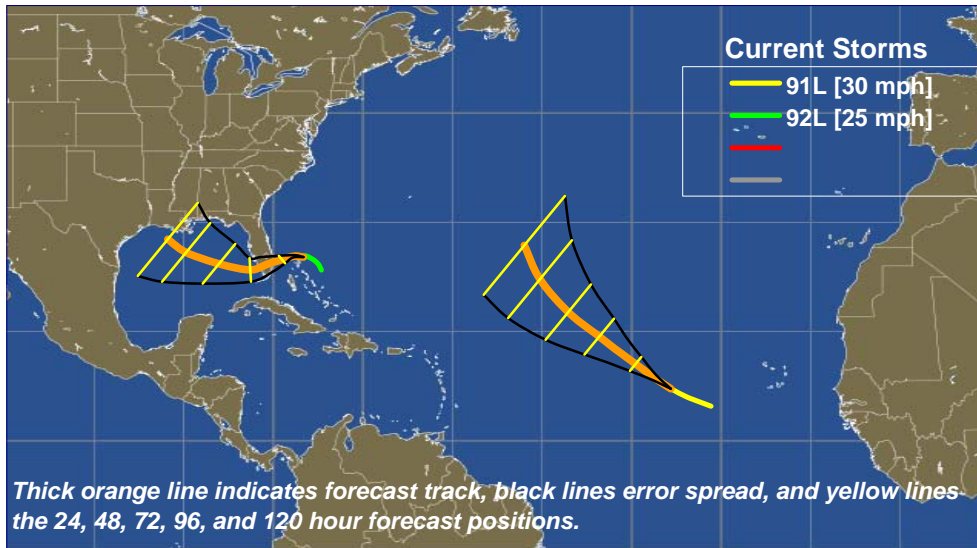 Current Storms
91L [30 mph]
92L [25 mph]
Thick orange line indicates forecast track, black lines error spread, and yellow lines
the 24, 48, 72, 96, and 120 hour forecast positions.